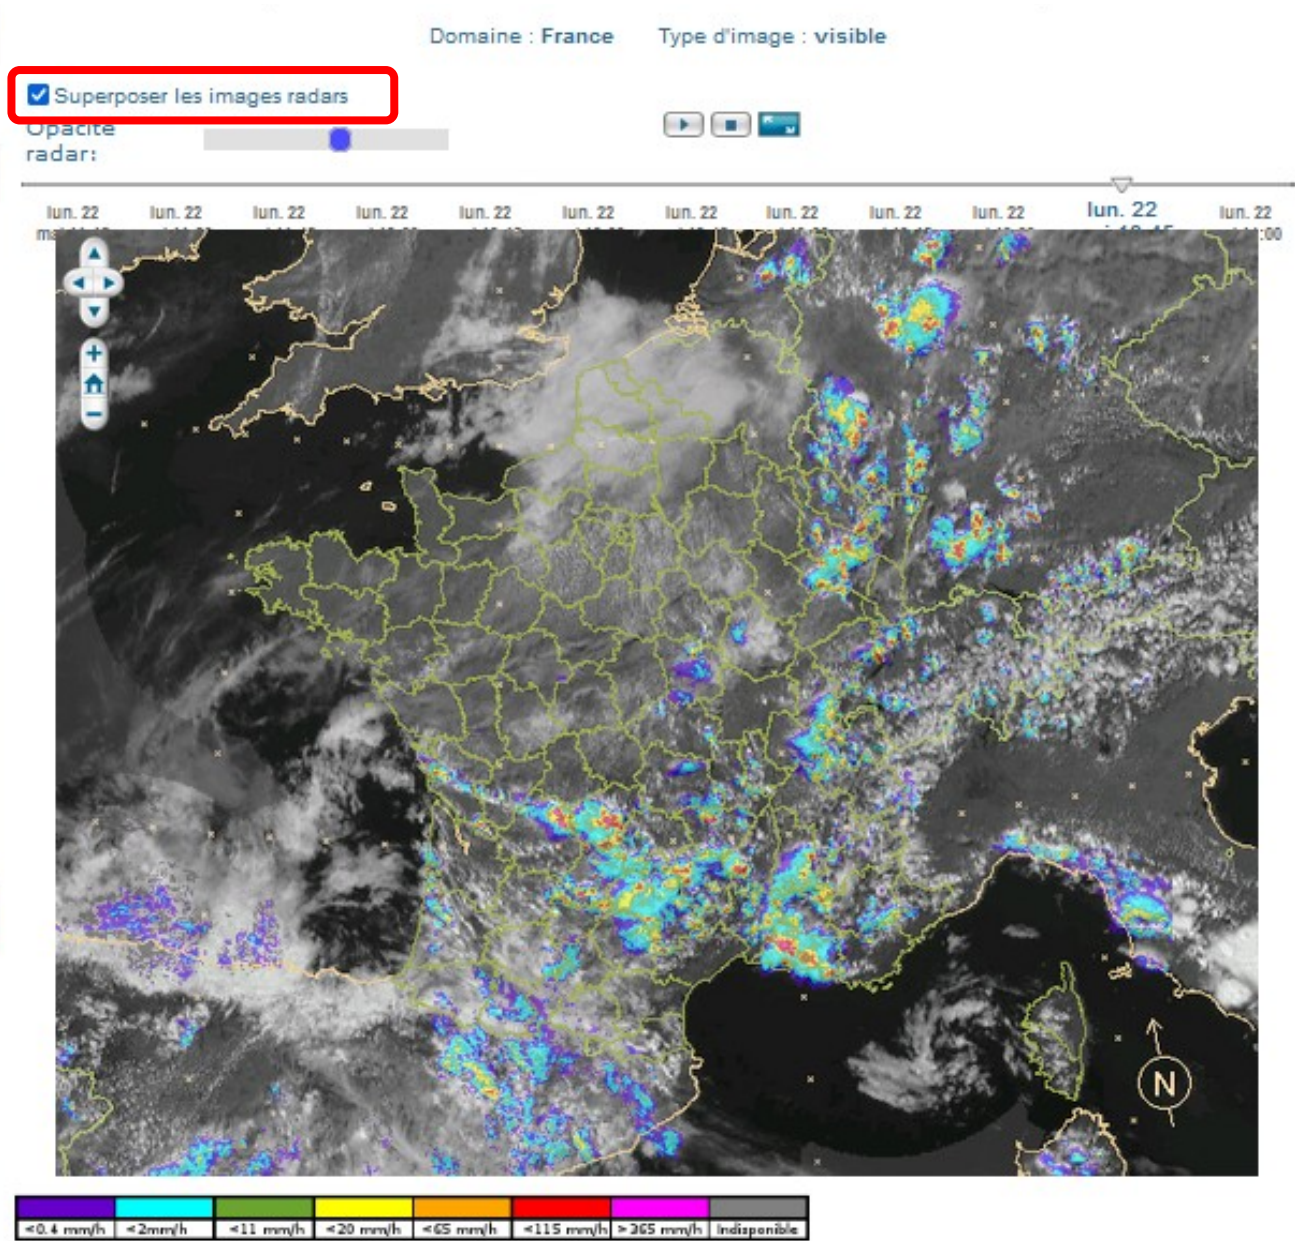 Domaine : France Type d'image : visible
Superposer les images radars
Opacité
radar:
lun. 22 lun. 22 lun. 22 lun. 22 lun. 22 lun. 22 lun. 22 lun. 22 lun. 22 lun. 22 lun. 22 lun. 22
N
<0.4 mm/h <2mm/h <11 mm/h <20 mm/h <65 mm/h <115 mm/h >365 mm/h Indisponible